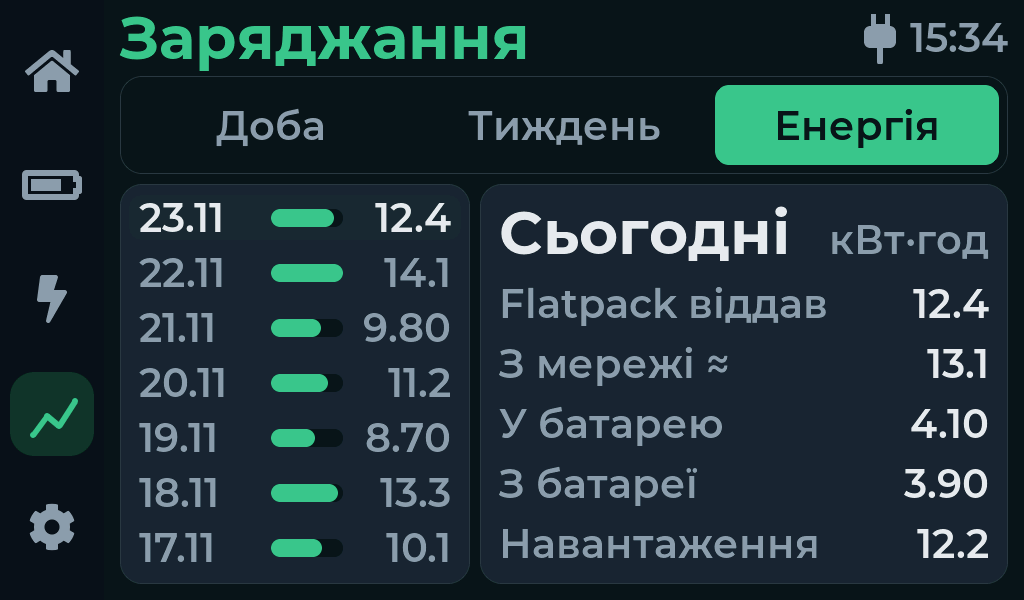 Заряджання 15:34
Доба Тиждень Енергія
23.11 12.4
22.11 14.1
21.11 9.80
20.11 11.2
19.11 8.70
18.11 13.3
17.11 10.1
Сьогодні кВт·год
Flatpack віддав 12.4
З мережі ≈ 13.1
У батарею 4.10
З батареї 3.90
Навантаження 12.2